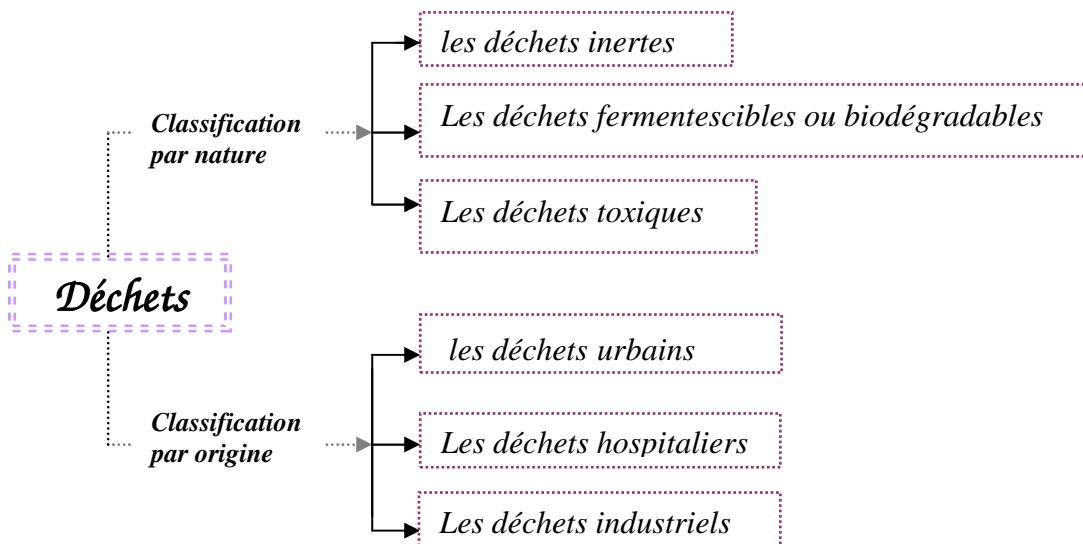 les déchets inertes
Les déchets fermentescibles ou biodégradables
Classification
par nature
Les déchets toxiques
Déchets
les déchets urbains
Classification
par origine
Les déchets hospitaliers
Les déchets industriels